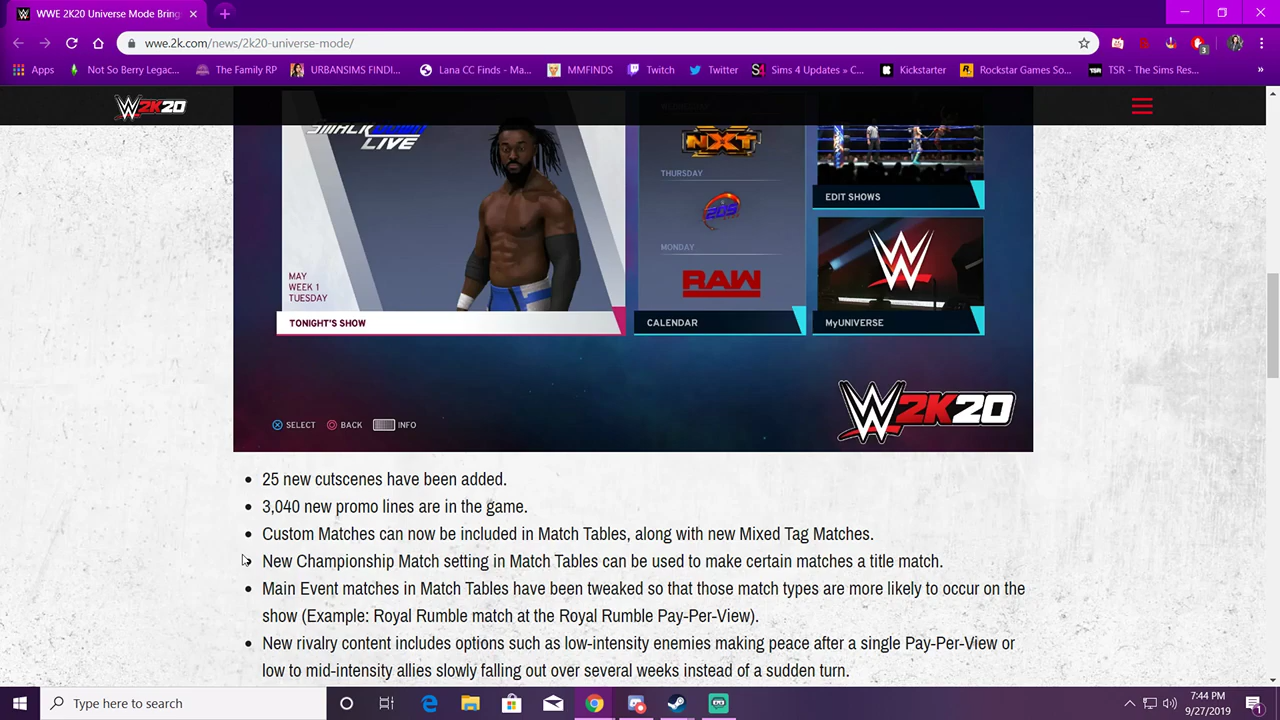 WWE 2K20 Universe Mode Bring
wwe.2k.com/news/2k20-universe-mode/
3
Apps
Not So Berry Legac...
The Family RP
URBANSIMS FINDI...
Lana CC Finds - Ma...
MMFINDS
Twitch
Twitter
Sims 4 Updates » C...
Kickstarter
Rockstar Games So...
TSR - The Sims Res...
»
W2K20
SMACKDOWN
LIVE
NXT
THURSDAY
205
MONDAY
RAW
MAY
WEEK 1
TUESDAY
TONIGHT'S SHOW
CALENDAR
EDIT SHOWS
MyUNIVERSE
SELECT
BACK
INFO
W2K20
• 25 new cutscenes have been added.
• 3,040 new promo lines are in the game.
• Custom Matches can now be included in Match Tables, along with new Mixed Tag Matches.
• New Championship Match setting in Match Tables can be used to make certain matches a title match.
• Main Event matches in Match Tables have been tweaked so that those match types are more likely to occur on the
show (Example: Royal Rumble match at the Royal Rumble Pay-Per-View).
• New rivalry content includes options such as low-intensity enemies making peace after a single Pay-Per-View or
low to mid-intensity allies slowly falling out over several weeks instead of a sudden turn.
Type here to search
7:44 PM
9/27/2019
1